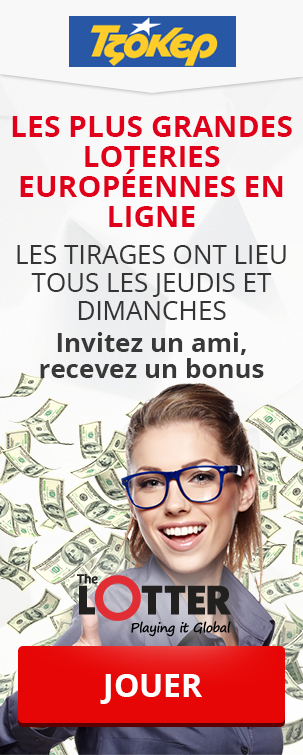 ΤζΟΚΕΡ
LES PLUS GRANDES
LOTERIES
EUROPÉENNES EN
LIGNE
LES TIRAGES ONT LIEU
TOUS LES JEUDIS ET
DIMANCHES
Invitez un ami,
recevez un bonus
The
LOTTER
Playing it Global
JOUER